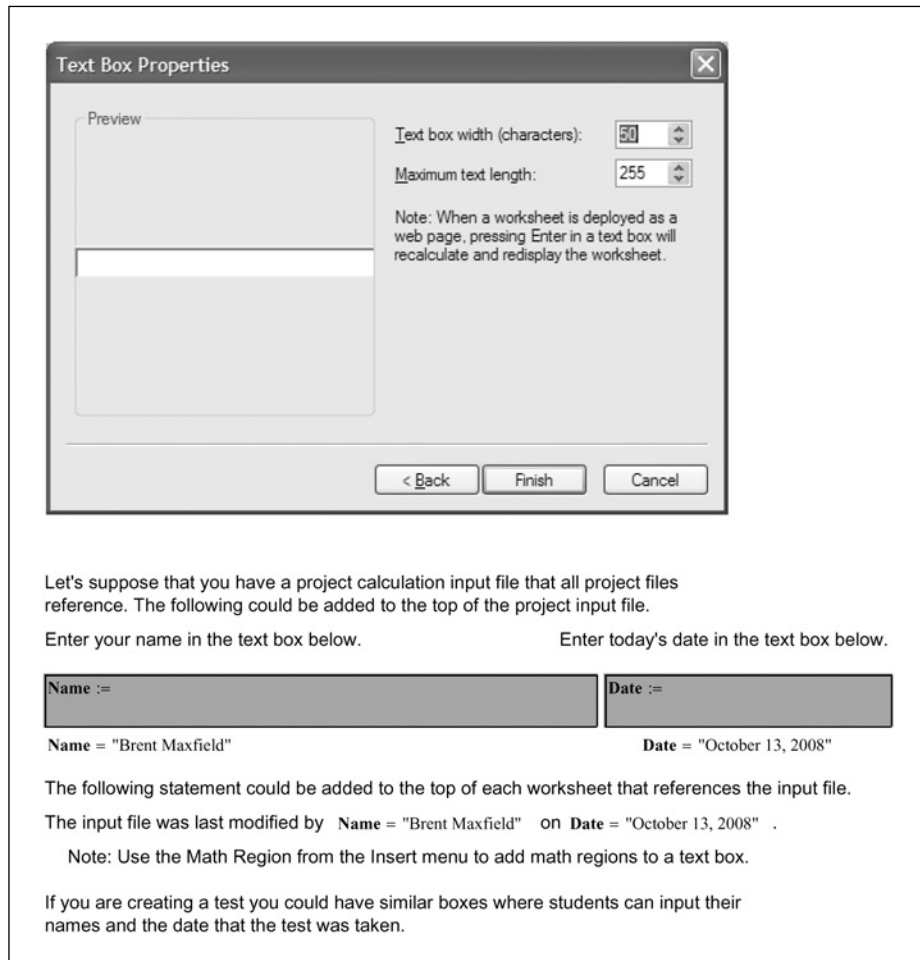 Text Box Properties
Preview
Text box width (characters): 50
Maximum text length: 255
Note: When a worksheet is deployed as a
web page, pressing Enter in a text box will
recalculate and redisplay the worksheet.
< Back Finish Cancel
Let's suppose that you have a project calculation input file that all project files
reference. The following could be added to the top of the project input file.
Enter your name in the text box below. Enter today's date in the text box below.
Name := Date :=
Name = "Brent Maxfield" Date = "October 13, 2008"
The following statement could be added to the top of each worksheet that references the input file.
The input file was last modified by Name = "Brent Maxfield" on Date = "October 13, 2008" .
Note: Use the Math Region from the Insert menu to add math regions to a text box.
If you are creating a test you could have similar boxes where students can input their
names and the date that the test was taken.